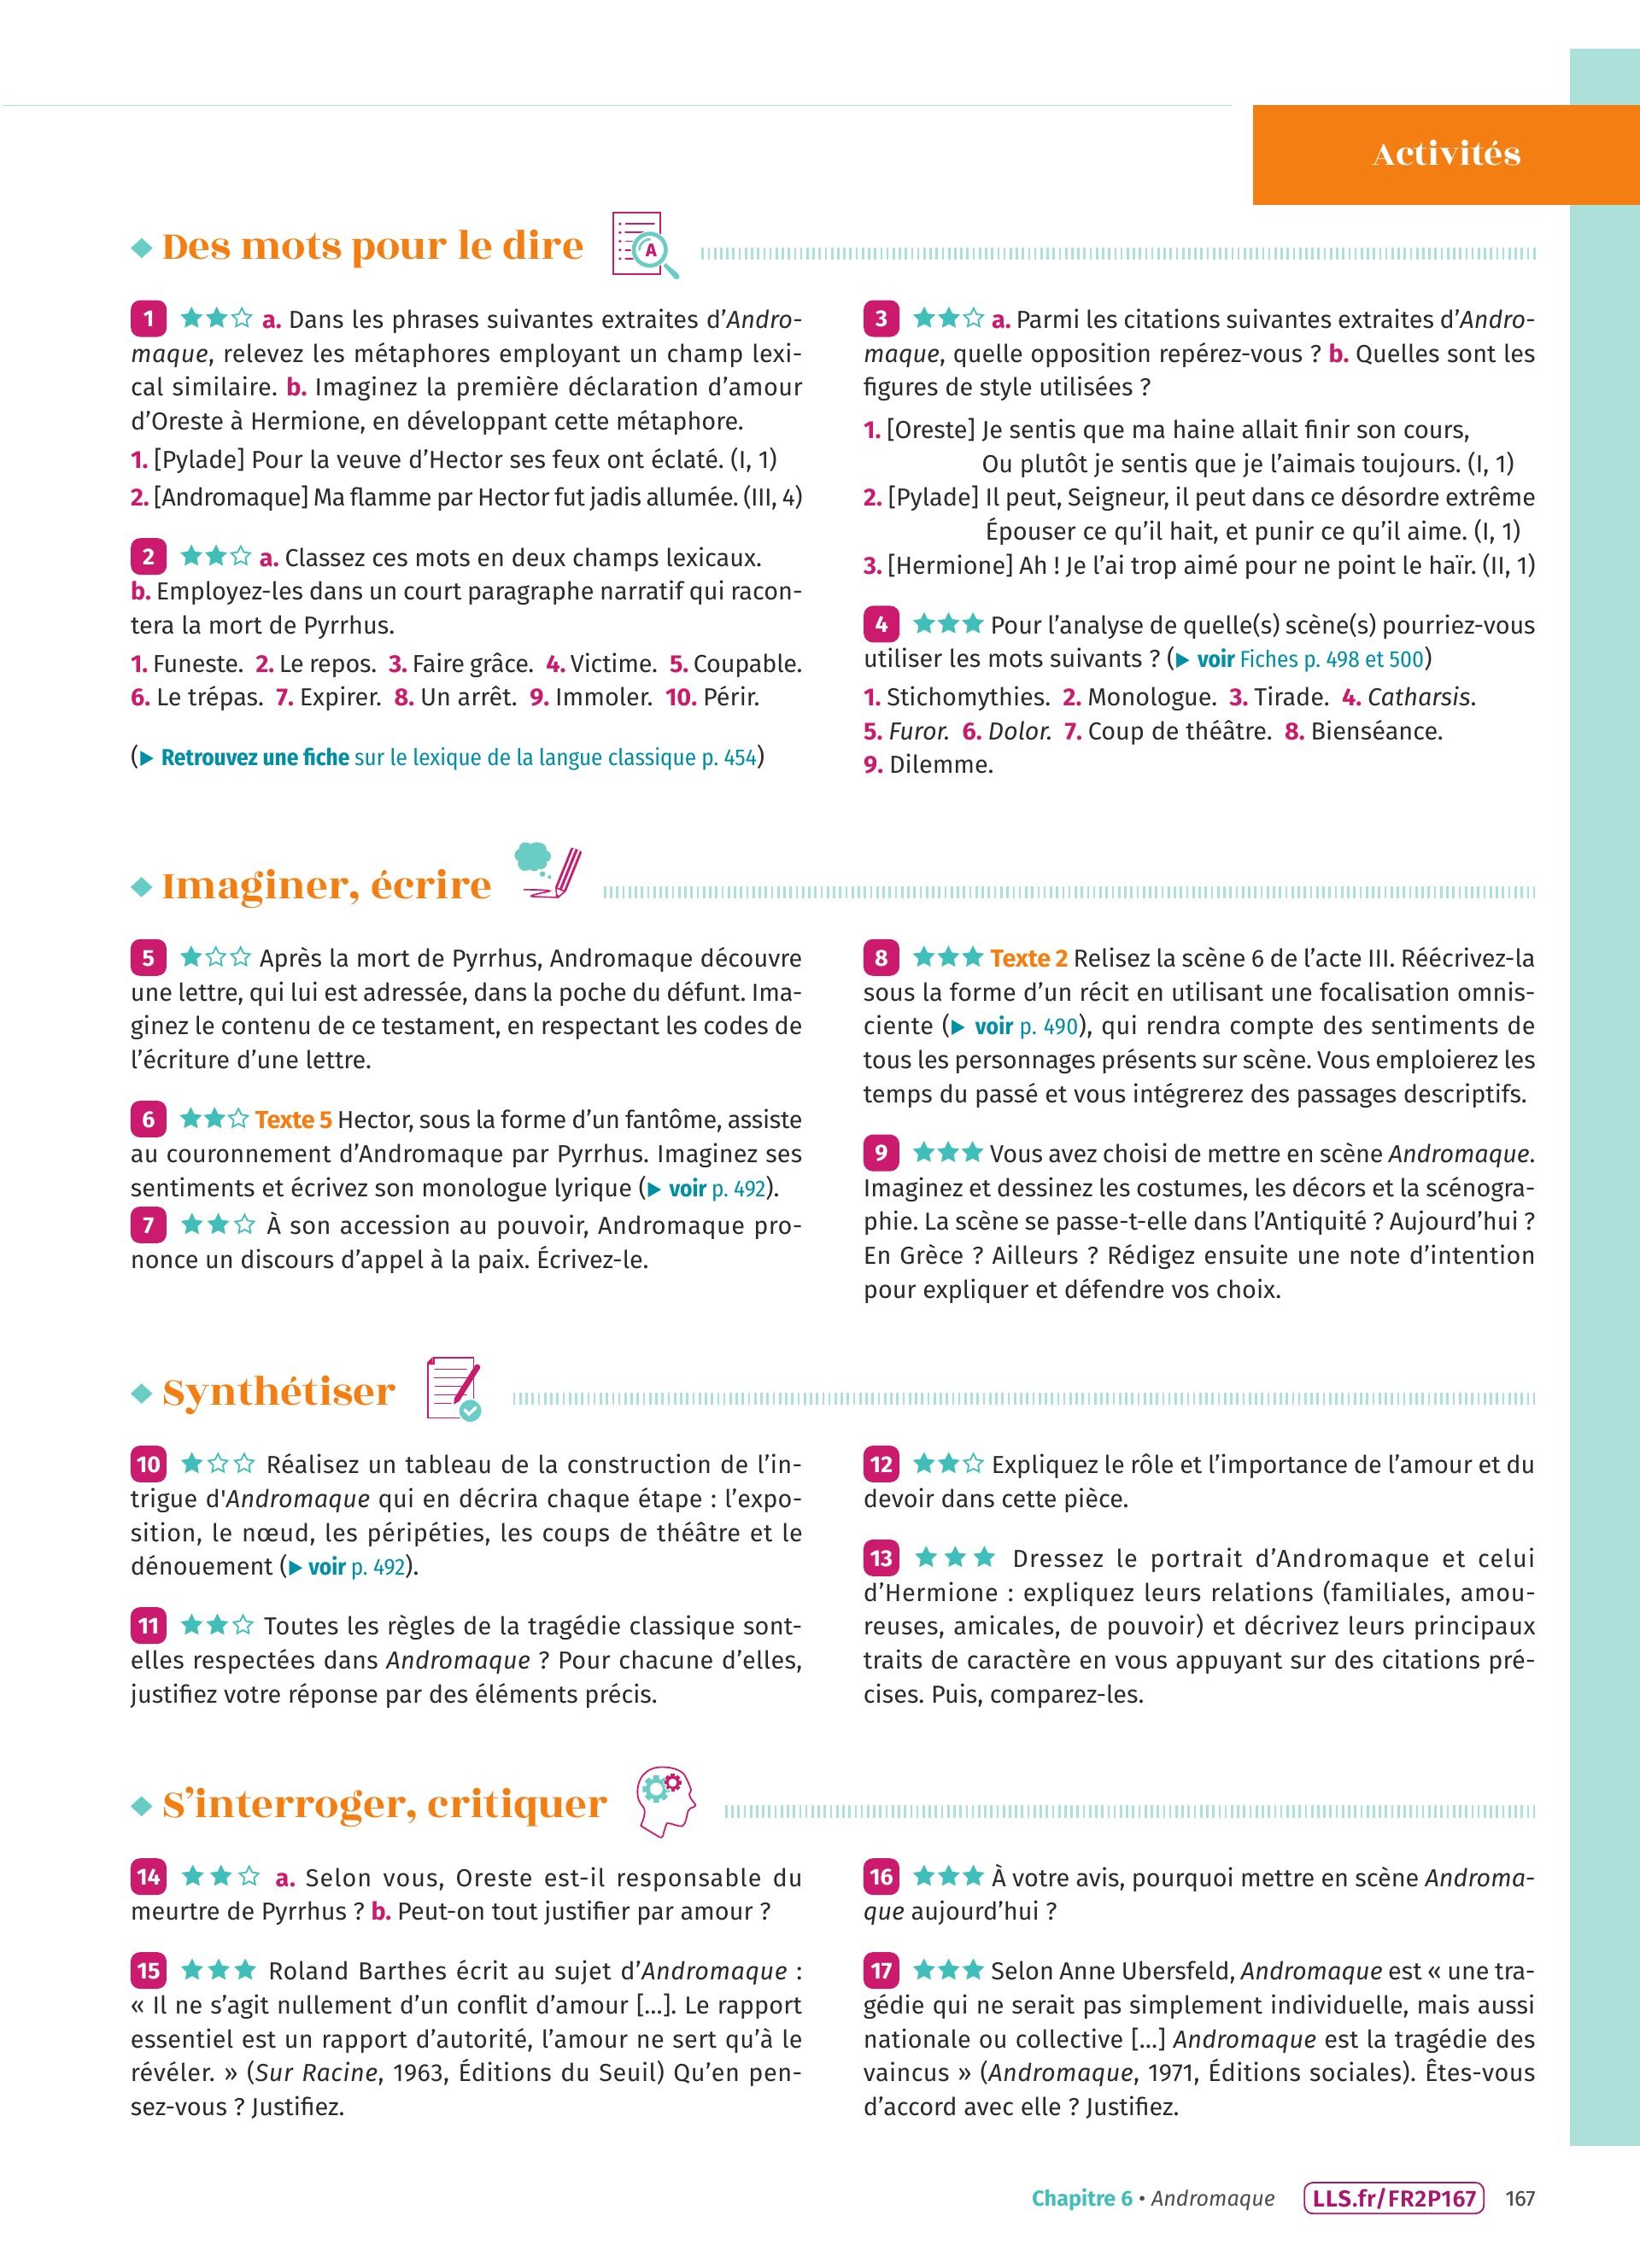 Activités
Des mots pour le dire
A
1 ★★☆ a. Dans les phrases suivantes extraites d’Andro-
maque, relevez les métaphores employant un champ lexi-
cal similaire. b. Imaginez la première déclaration d’amour
d’Oreste à Hermione, en développant cette métaphore.
1. [Pylade] Pour la veuve d’Hector ses feux ont éclaté. (I, 1)
2. [Andromaque] Ma flamme par Hector fut jadis allumée. (III, 4)
2 ★★☆ a. Classez ces mots en deux champs lexicaux.
b. Employez-les dans un court paragraphe narratif qui racon-
tera la mort de Pyrrhus.
1. Funeste. 2. Le repos. 3. Faire grâce. 4. Victime. 5. Coupable.
6. Le trépas. 7. Expirer. 8. Un arrêt. 9. Immoler. 10. Périr.
(▶ Retrouvez une fiche sur le lexique de la langue classique p. 454)
3 ★★☆ a. Parmi les citations suivantes extraites d’Andro-
maque, quelle opposition repérez-vous ? b. Quelles sont les
figures de style utilisées ?
1. [Oreste] Je sentis que ma haine allait finir son cours,
Ou plutôt je sentis que je l’aimais toujours. (I, 1)
2. [Pylade] Il peut, Seigneur, il peut dans ce désordre extrême
Épouser ce qu’il hait, et punir ce qu’il aime. (I, 1)
3. [Hermione] Ah ! Je l’ai trop aimé pour ne point le haïr. (II, 1)
4 ★★★ Pour l’analyse de quelle(s) scène(s) pourriez-vous
utiliser les mots suivants ? (▶ voir Fiches p. 498 et 500)
1. Stichomythies. 2. Monologue. 3. Tirade. 4. Catharsis.
5. Furor. 6. Dolor. 7. Coup de théâtre. 8. Bienséance.
9. Dilemme.
Imaginer, écrire
5 ★☆☆ Après la mort de Pyrrhus, Andromaque découvre
une lettre, qui lui est adressée, dans la poche du défunt. Ima-
ginez le contenu de ce testament, en respectant les codes de
l’écriture d’une lettre.
6 ★★☆ Texte 5 Hector, sous la forme d’un fantôme, assiste
au couronnement d’Andromaque par Pyrrhus. Imaginez ses
sentiments et écrivez son monologue lyrique (▶ voir p. 492).
7 ★★☆ À son accession au pouvoir, Andromaque pro-
nonce un discours d’appel à la paix. Écrivez-le.
8 ★★★ Texte 2 Relisez la scène 6 de l’acte III. Réécrivez-la
sous la forme d’un récit en utilisant une focalisation omnis-
ciente (▶ voir p. 490), qui rendra compte des sentiments de
tous les personnages présents sur scène. Vous emploierez les
temps du passé et vous intégrerez des passages descriptifs.
9 ★★★ Vous avez choisi de mettre en scène Andromaque.
Imaginez et dessinez les costumes, les décors et la scénogra-
phie. La scène se passe-t-elle dans l’Antiquité ? Aujourd’hui ?
En Grèce ? Ailleurs ? Rédigez ensuite une note d’intention
pour expliquer et défendre vos choix.
Synthétiser
10 ★☆☆ Réalisez un tableau de la construction de l’in-
trigue d'Andromaque qui en décrira chaque étape : l’expo-
sition, le nœud, les péripéties, les coups de théâtre et le
dénouement (▶ voir p. 492).
11 ★★☆ Toutes les règles de la tragédie classique sont-
elles respectées dans Andromaque ? Pour chacune d’elles,
justifiez votre réponse par des éléments précis.
12 ★★☆ Expliquez le rôle et l’importance de l’amour et du
devoir dans cette pièce.
13 ★★★ Dressez le portrait d’Andromaque et celui
d’Hermione : expliquez leurs relations (familiales, amou-
reuses, amicales, de pouvoir) et décrivez leurs principaux
traits de caractère en vous appuyant sur des citations pré-
cises. Puis, comparez-les.
S’interroger, critiquer
14 ★★☆ a. Selon vous, Oreste est-il responsable du
meurtre de Pyrrhus ? b. Peut-on tout justifier par amour ?
15 ★★★ Roland Barthes écrit au sujet d’Andromaque :
« Il ne s’agit nullement d’un conflit d’amour [...]. Le rapport
essentiel est un rapport d’autorité, l’amour ne sert qu’à le
révéler. » (Sur Racine, 1963, Éditions du Seuil) Qu’en pen-
sez-vous ? Justifiez.
16 ★★★ À votre avis, pourquoi mettre en scène Androma-
que aujourd’hui ?
17 ★★★ Selon Anne Ubersfeld, Andromaque est « une tra-
gédie qui ne serait pas simplement individuelle, mais aussi
nationale ou collective [...] Andromaque est la tragédie des
vaincus » (Andromaque, 1971, Éditions sociales). Êtes-vous
d’accord avec elle ? Justifiez.
Chapitre 6 • Andromaque LLS.fr/FR2P167 167